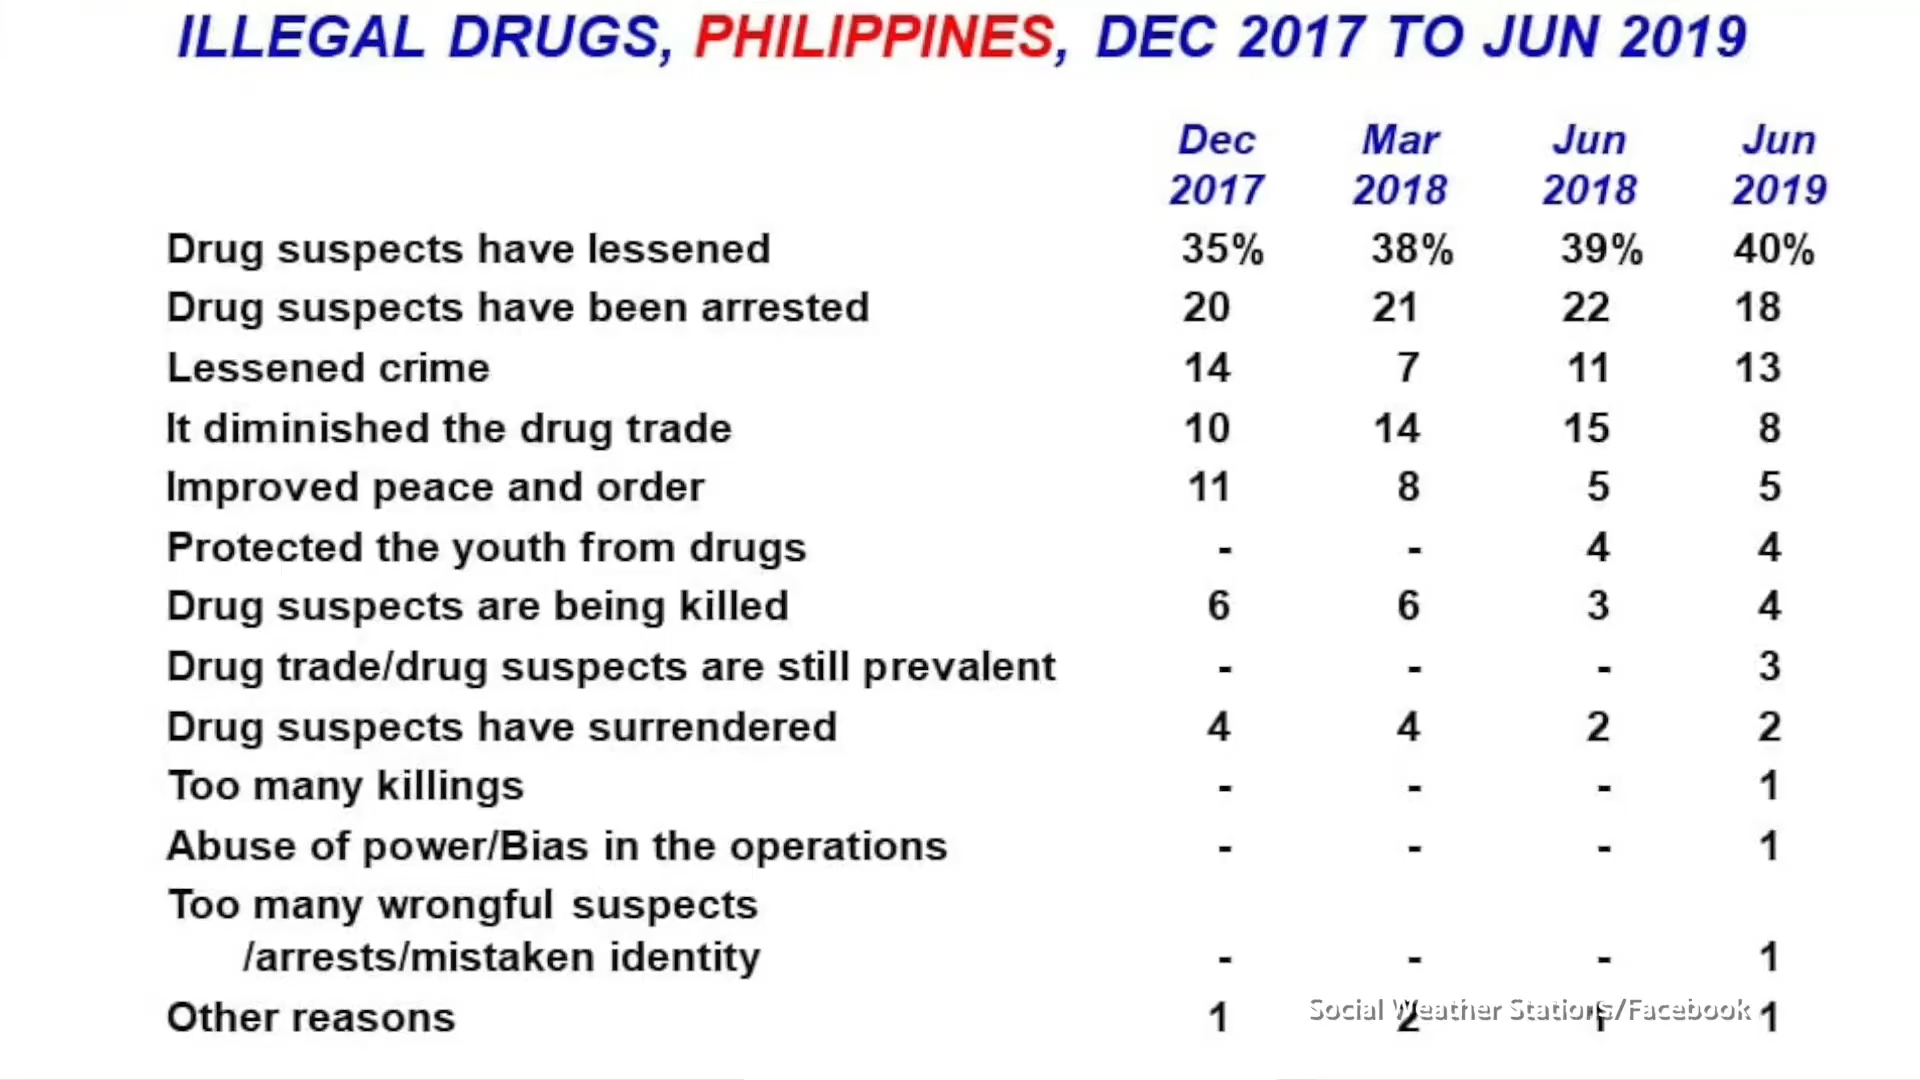 ILLEGAL DRUGS, PHILIPPINES, DEC 2017 TO JUN 2019
Dec Mar Jun Jun
2017 2018 2018 2019
Drug suspects have lessened 35% 38% 39% 40%
Drug suspects have been arrested 20 21 22 18
Lessened crime 14 7 11 13
It diminished the drug trade 10 14 15 8
Improved peace and order 11 8 5 5
Protected the youth from drugs - - 4 4
Drug suspects are being killed 6 6 3 4
Drug trade/drug suspects are still prevalent - - - 3
Drug suspects have surrendered 4 4 2 2
Too many killings - - - 1
Abuse of power/Bias in the operations - - - 1
Too many wrongful suspects
/arrests/mistaken identity - - - 1
Other reasons 1 2 1 1
Social Weather Stations/Facebook